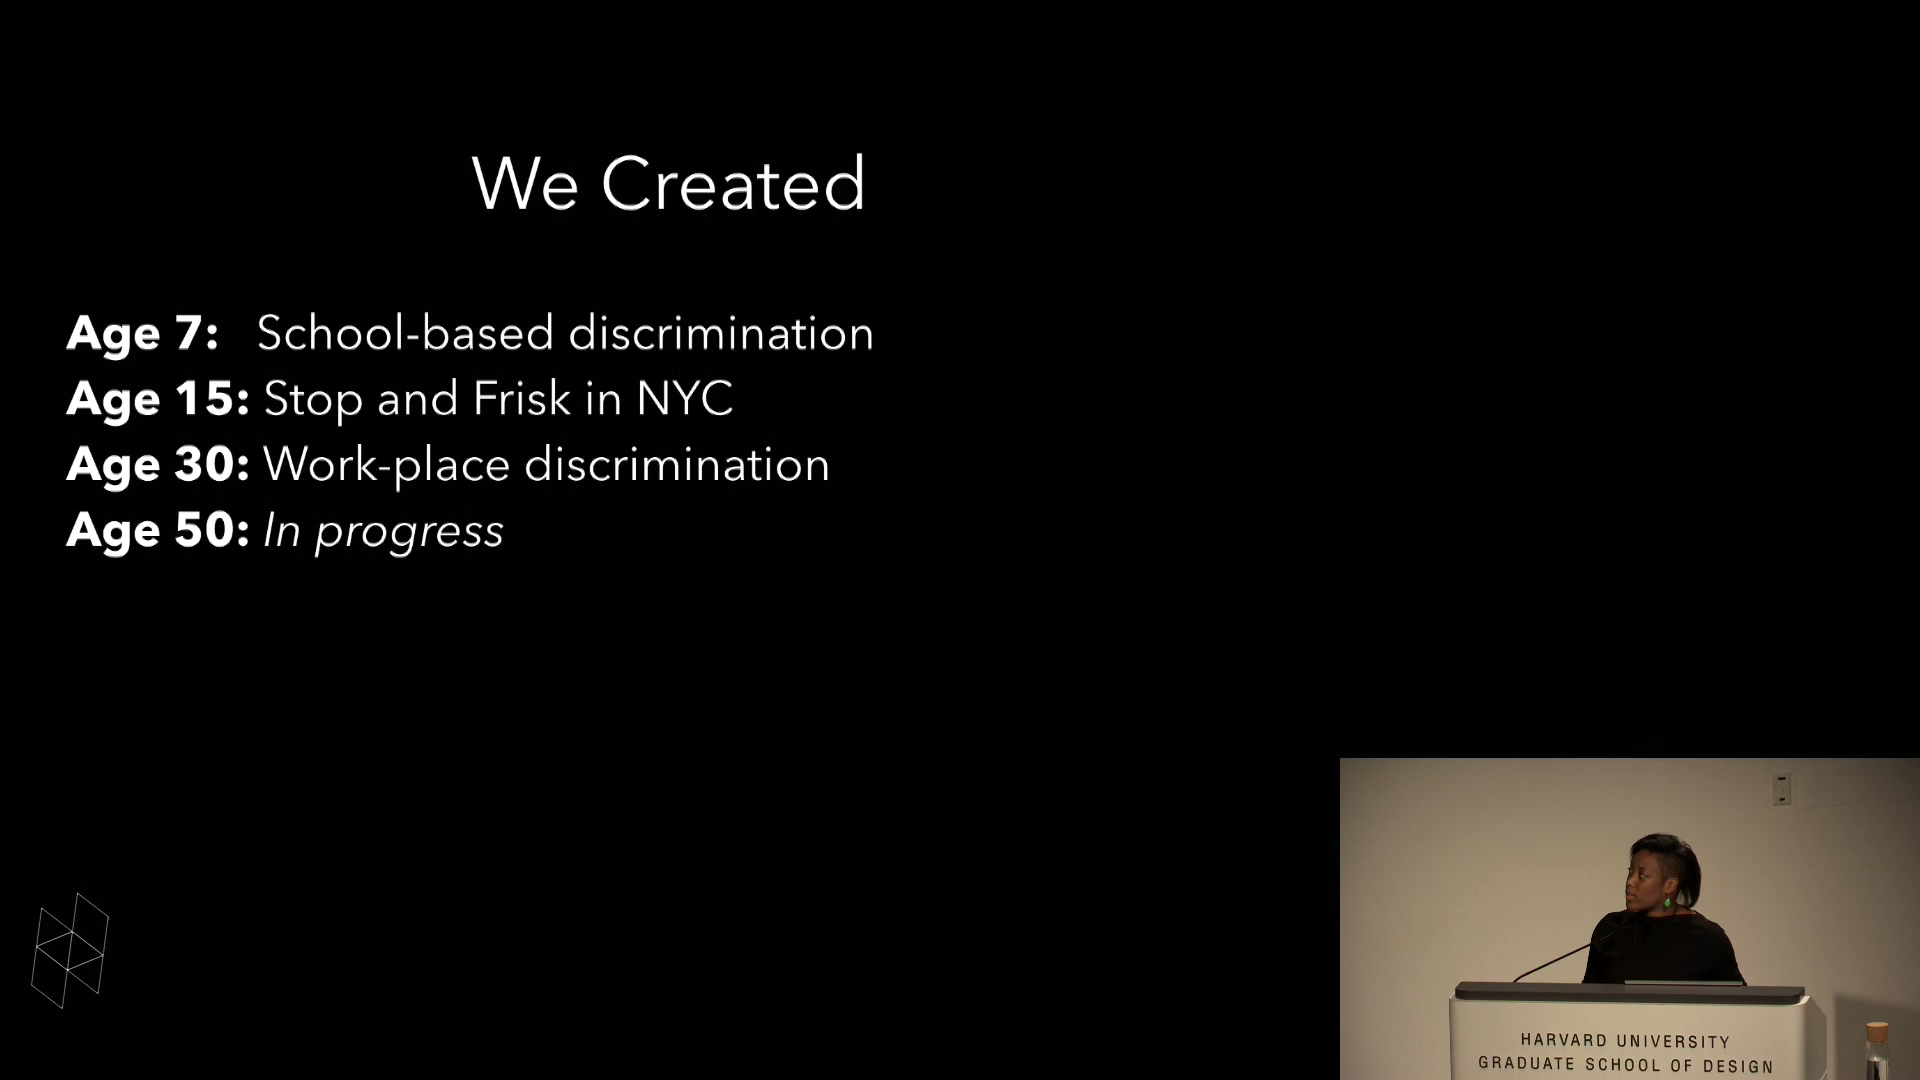 We Created
Age 7: School-based discrimination
Age 15: Stop and Frisk in NYC
Age 30: Work-place discrimination
Age 50: In progress
HARVARD UNIVERSITY
GRADUATE SCHOOL OF DESIGN